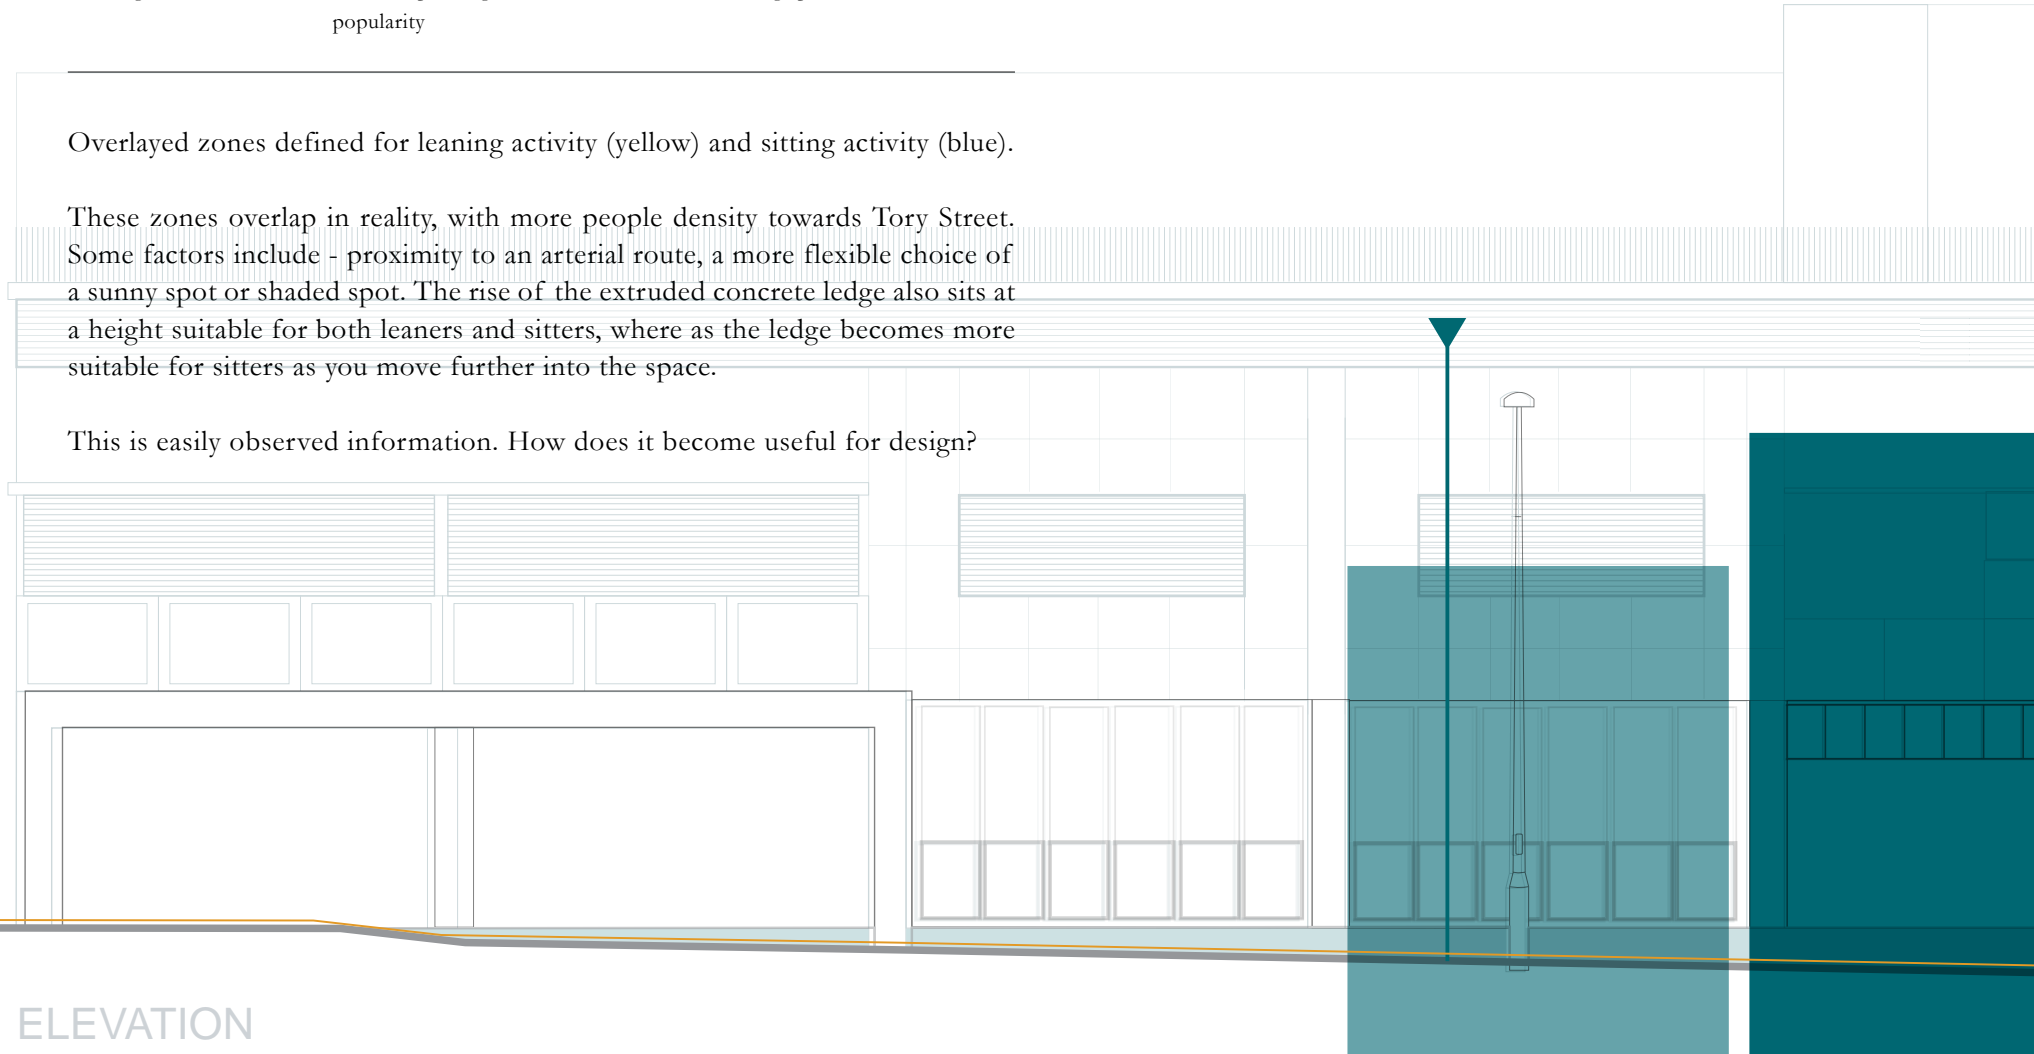 popularity
Overlayed zones defined for leaning activity (yellow) and sitting activity (blue).
These zones overlap in reality, with more people density towards Tory Street.
Some factors include - proximity to an arterial route, a more flexible choice of
a sunny spot or shaded spot. The rise of the extruded concrete ledge also sits at
a height suitable for both leaners and sitters, where as the ledge becomes more
suitable for sitters as you move further into the space.
This is easily observed information. How does it become useful for design?
ELEVATION